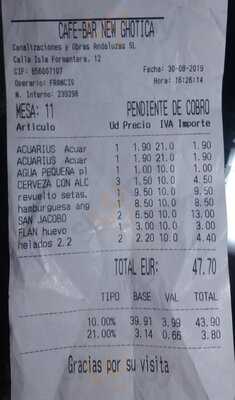 CAFE-BAR NEW GHOTICA
Canalizaciones y Obras Andaluzas SL
Calle Isla Formentera, 12
CIF: B56007107 Fecha: 30-08-2019
Operario: FRANCIS Hora: 16:26:14
N. Interno: 239298
MESA: 11 PENDIENTE DE COBRO
Articulo Ud Precio IVA Importe
ACUARIUS Acuar 1 1.90 21.0 1.90
ACUARIUS Acuar 1 1.90 21.0 1.90
AGUA PEQUEÑA pl 1 1.00 10.0 1.00
CERVEZA CON ALC 3 1.50 10.0 4.50
revuelto setas, 1 9.50 10.0 9.50
hamburguesa ang 1 8.50 10.0 8.50
SAN JACOBO 2 6.50 10.0 13.00
FLAN huevo 1 3.00 10.0 3.00
helados 2.2 2 2.20 10.0 4.40
TOTAL EUR: 47.70
TIPO BASE VAL TOTAL
10.00% 39.91 3.99 43.90
21.00% 3.14 0.66 3.80
Gracias por su visita